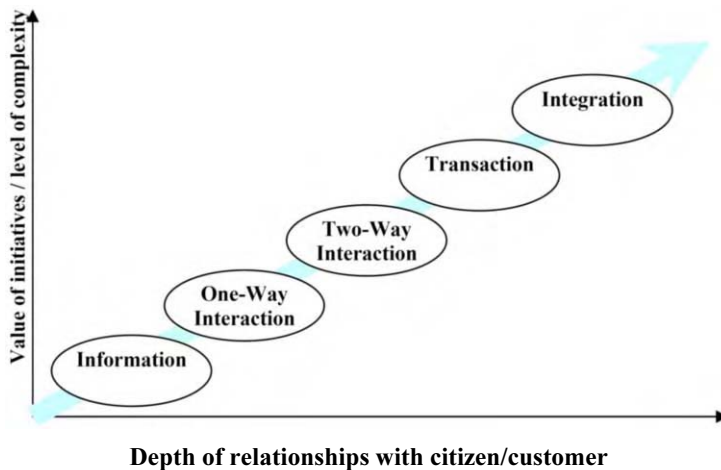 Value of initiatives / level of complexity
Integration
Transaction
Two-Way
Interaction
One-Way
Interaction
Information
Depth of relationships with citizen/customer